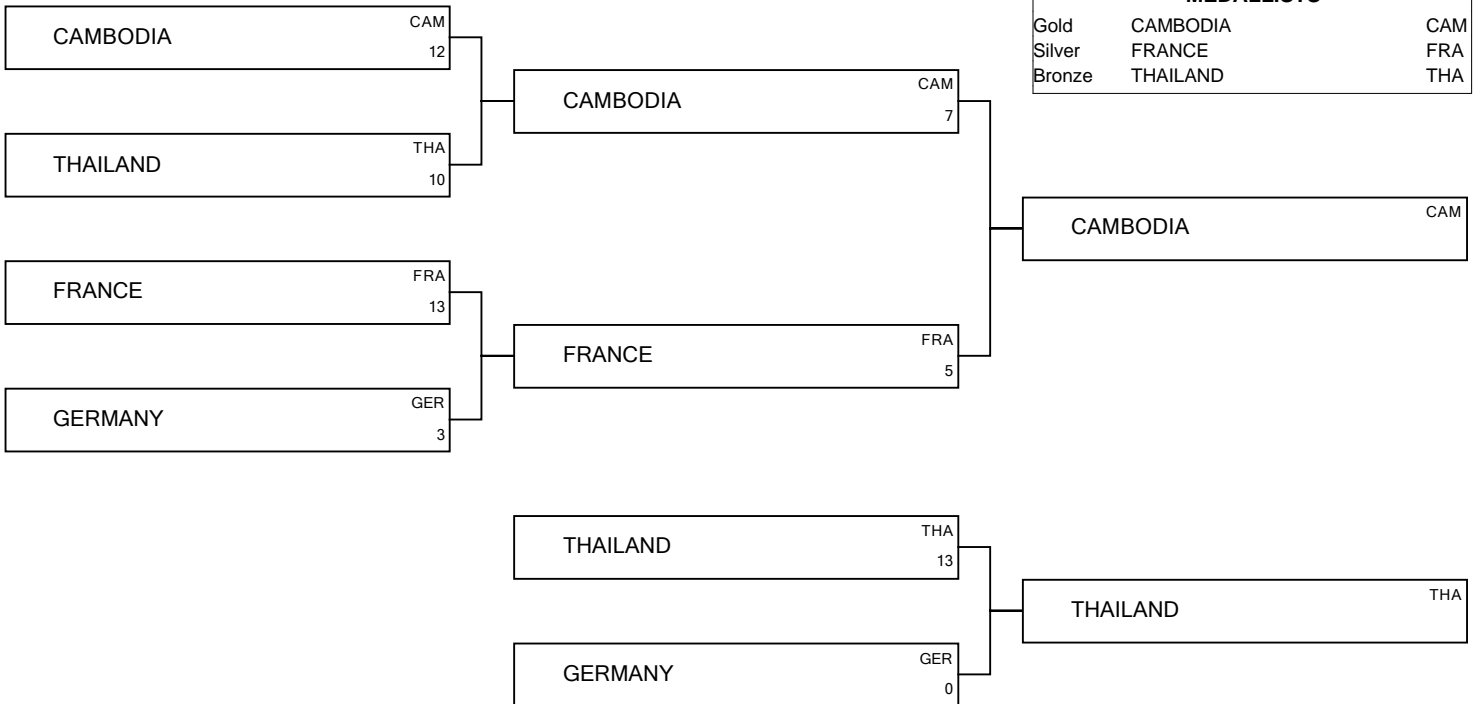 CAMBODIA CAM
12
THAILAND THA
10
FRANCE FRA
13
GERMANY GER
3
CAMBODIA CAM
7
FRANCE FRA
5
THAILAND THA
13
GERMANY GER
0
CAMBODIA CAM
THAILAND THA
MEDALLISTS
Gold CAMBODIA CAM
Silver FRANCE FRA
Bronze THAILAND THA